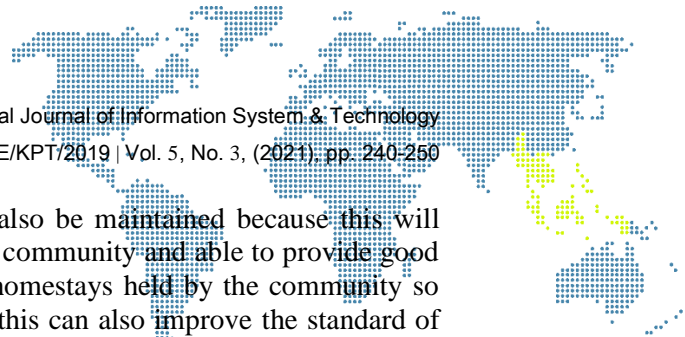 al Journal of Information System & Technology
E/KPT/2019 | Vol. 5, No. 3, (2021), pp. 240-250
also be maintained because this will
community and able to provide good
homestays held by the community so
this can also improve the standard of